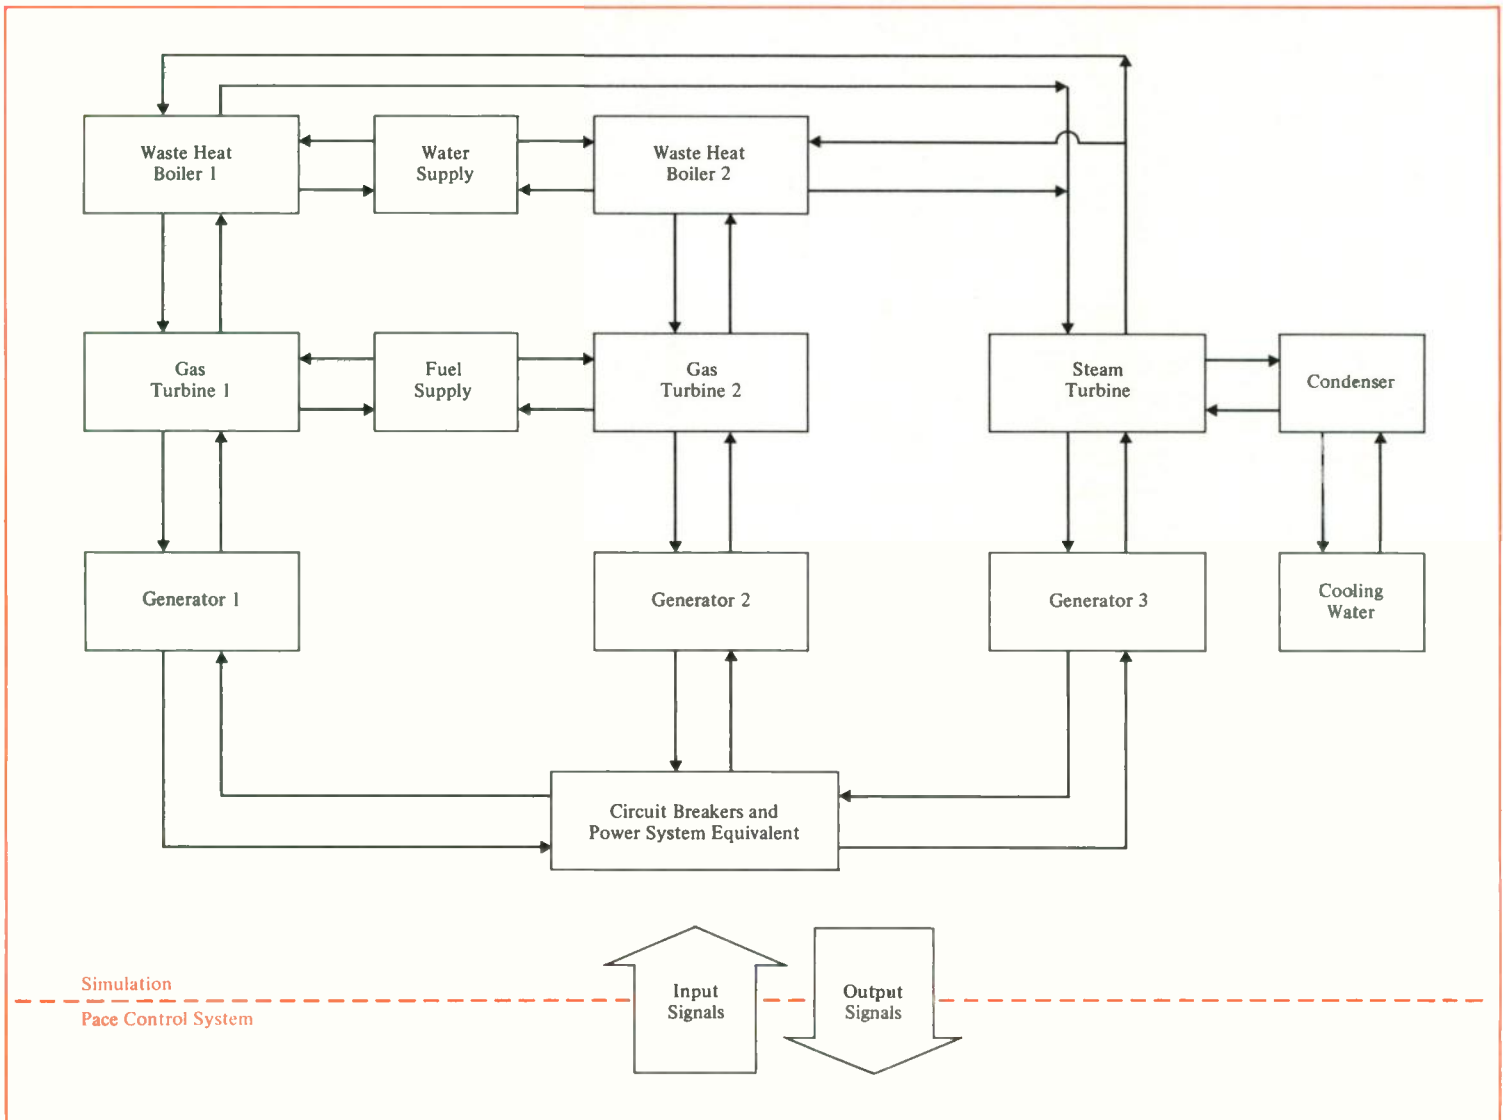 Waste Heat
Boiler 1
Water
Supply
Waste Heat
Boiler 2
Gas
Turbine 1
Fuel
Supply
Gas
Turbine 2
Steam
Turbine
Condenser
Generator 1
Generator 2
Generator 3
Cooling
Water
Circuit Breakers and
Power System Equivalent
Simulation
Pace Control System
Input
Signals
Output
Signals